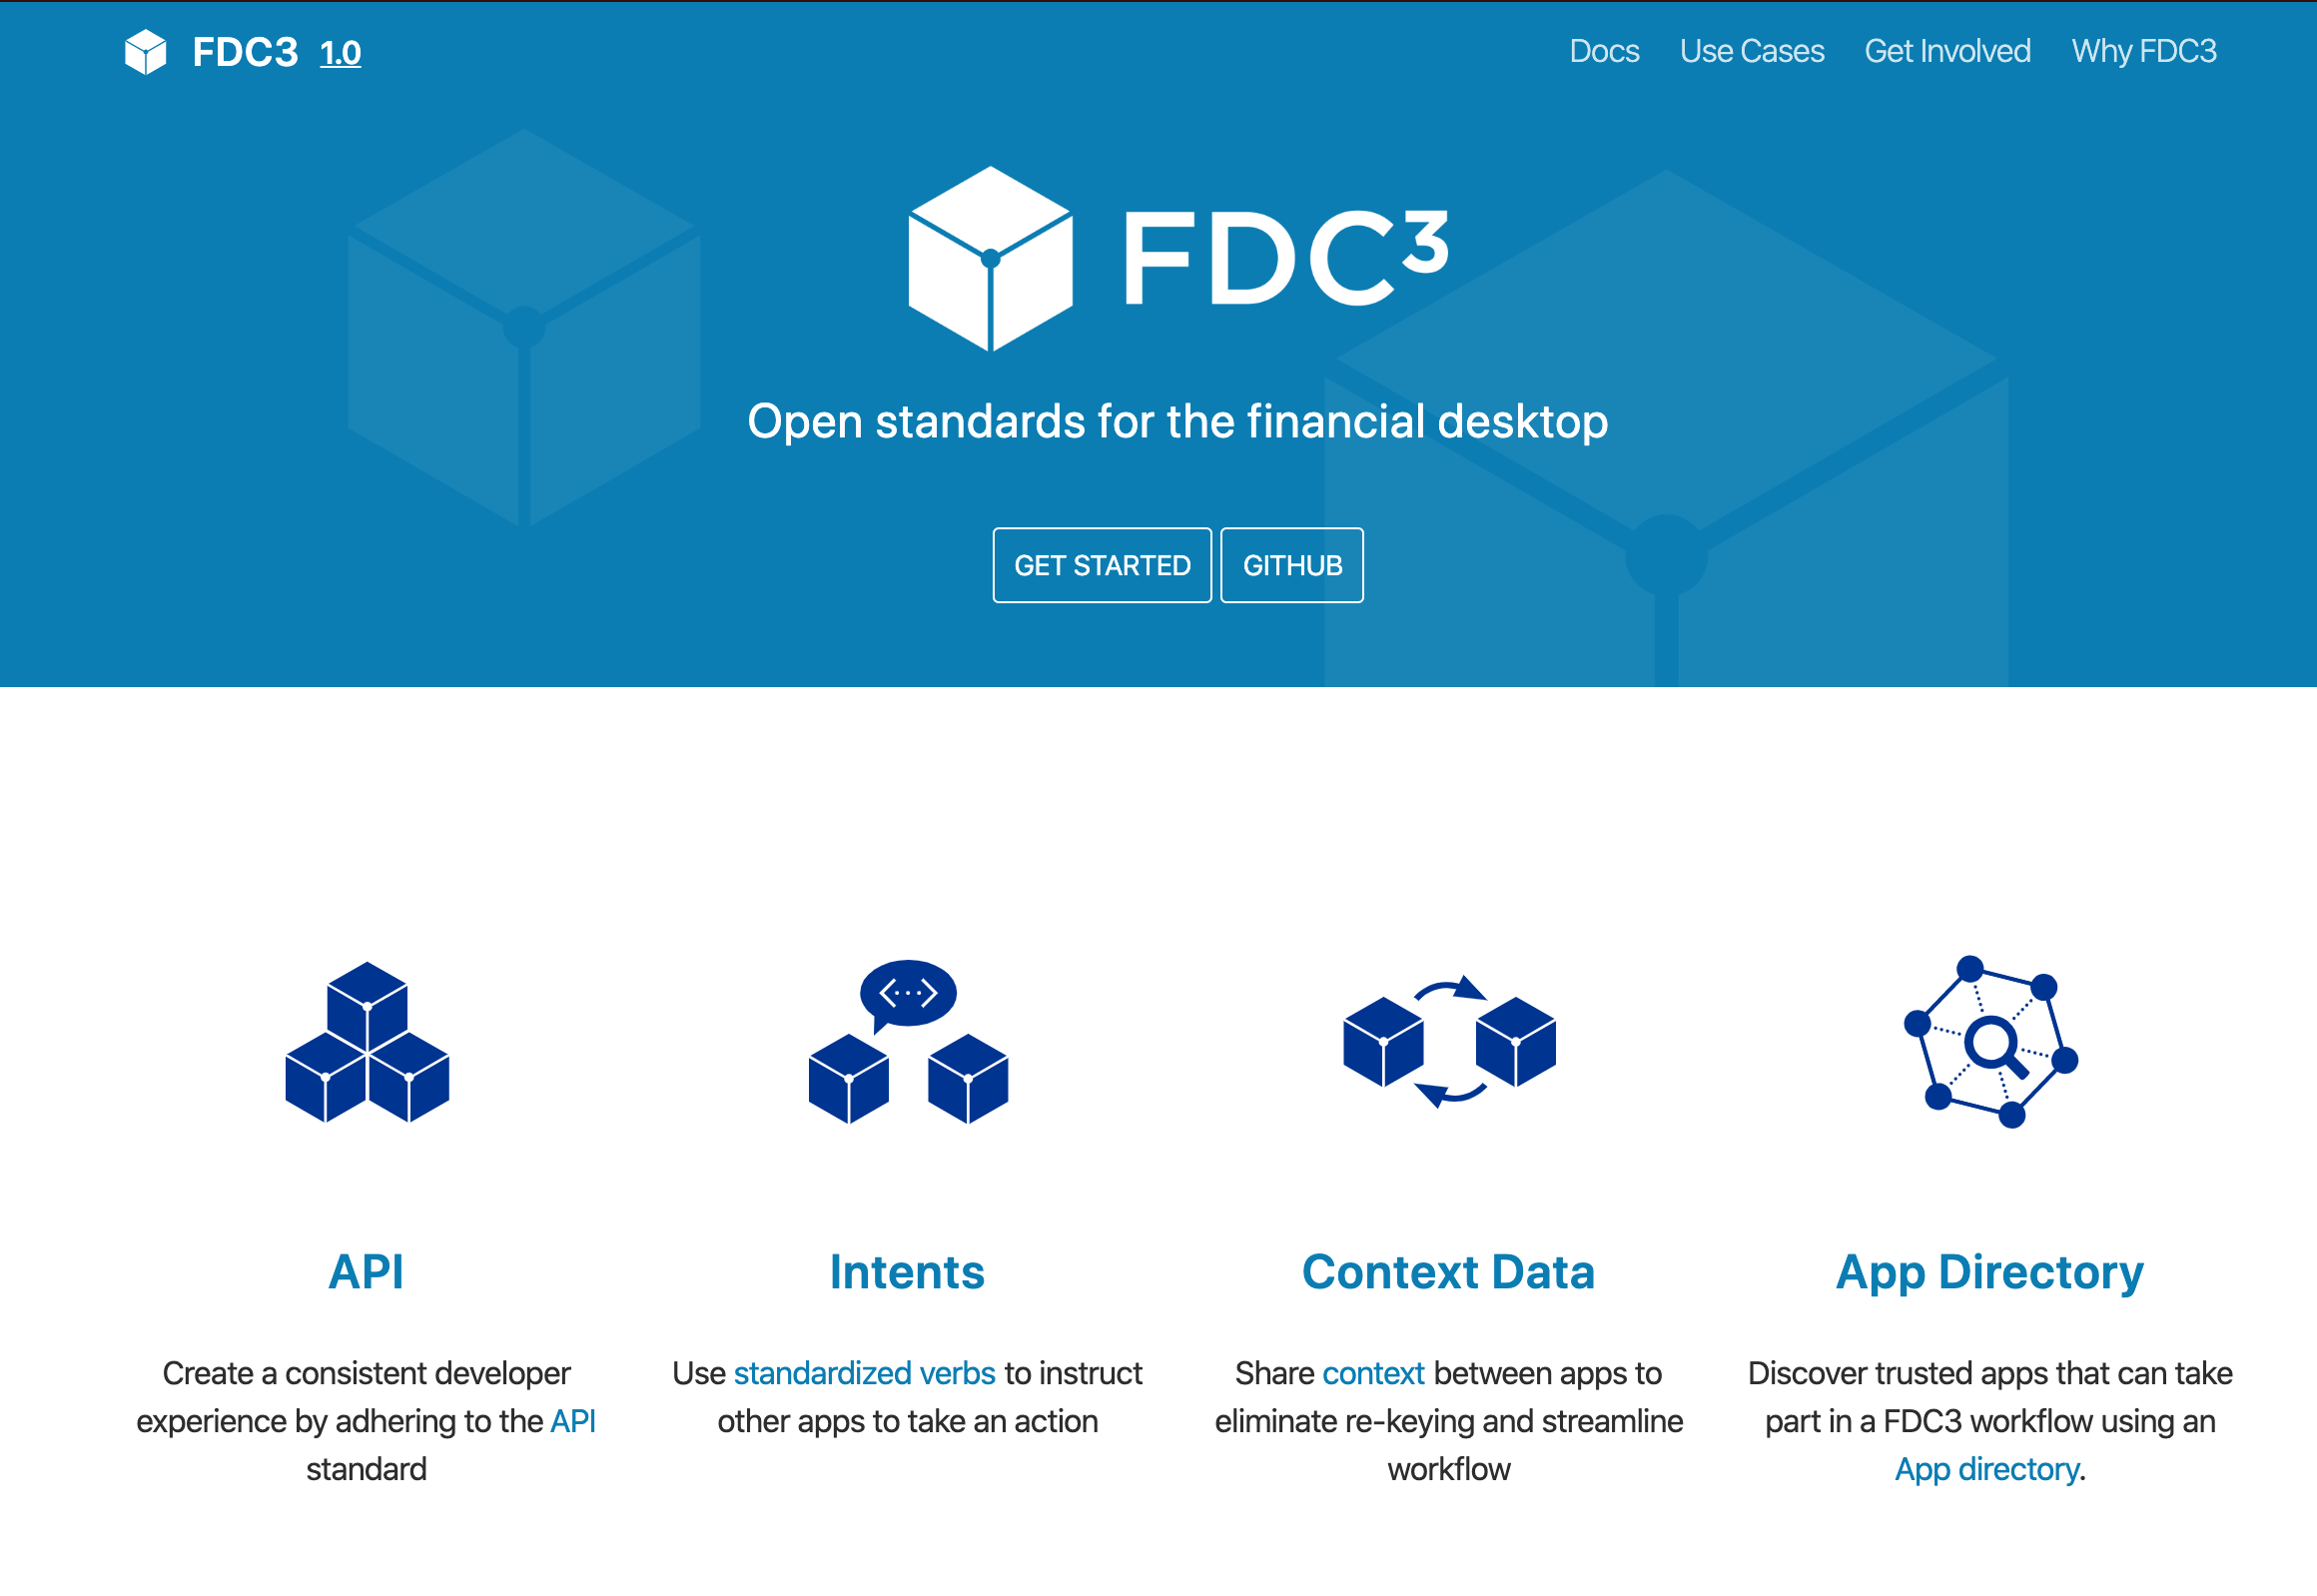 FDC3 1.0
Docs Use Cases Get Involved Why FDC3
FDC³
Open standards for the financial desktop
GET STARTED GITHUB
API
Create a consistent developer
experience by adhering to the API
standard
Intents
Use standardized verbs to instruct
other apps to take an action
Context Data
Share context between apps to
eliminate re-keying and streamline
workflow
App Directory
Discover trusted apps that can take
part in a FDC3 workflow using an
App directory.